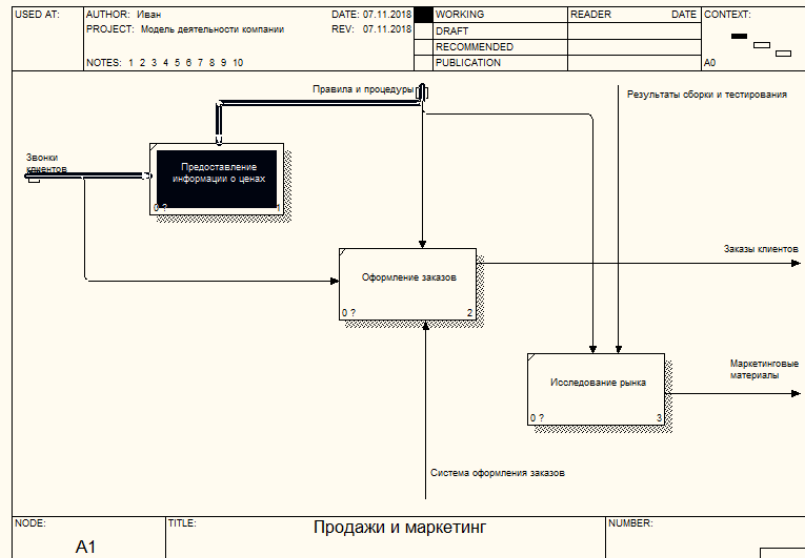 USED AT:
AUTHOR: Иван
DATE: 07.11.2018
WORKING
READER
DATE
CONTEXT:
PROJECT: Модель деятельности компании
REV: 07.11.2018
DRAFT
RECOMMENDED
NOTES: 1 2 3 4 5 6 7 8 9 10
PUBLICATION
A0
Правила и процедуры
Результаты сборки и тестирования
Звонки
клиентов
Предоставление
информации о ценах
0 ?
1
Заказы клиентов
Оформление заказов
0 ?
2
Маркетинговые
материалы
Исследование рынка
0 ?
3
Система оформления заказов
NODE:
TITLE:
Продажи и маркетинг
NUMBER:
A1